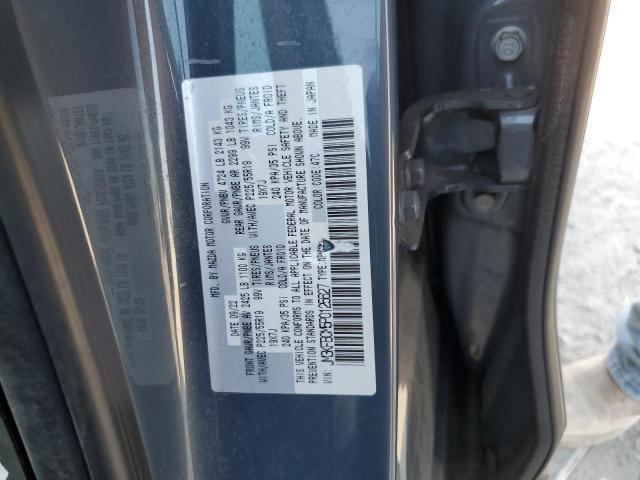 MFD. BY MAZDA MOTOR CORPORATION
DATE 09/22 GVWR/PNBV 4724 LB 2143 KG
FRONT GAWR/PNBE AV 2425 LB 1100 KG REAR GAWR/PNBE AR 2299 LB 1043 KG
WITH/AVEC P225/55R19 99V TIRES/PNEUS WITH/AVEC P225/55R19 99V TIRES/PNEUS
19X7J RIMS/JANTES 19X7J RIMS/JANTES
240 KPA/35 PSI COLD/A FROID 240 KPA/35 PSI COLD/A FROID
THIS VEHICLE CONFORMS TO ALL APPLICABLE FEDERAL MOTOR VEHICLE SAFETY AND THEFT
PREVENTION STANDARDS IN EFFECT ON THE DATE OF MANUFACTURE SHOWN ABOVE.
COLOR CODE 47C MADE IN JAPAN
VIN: TYPE: